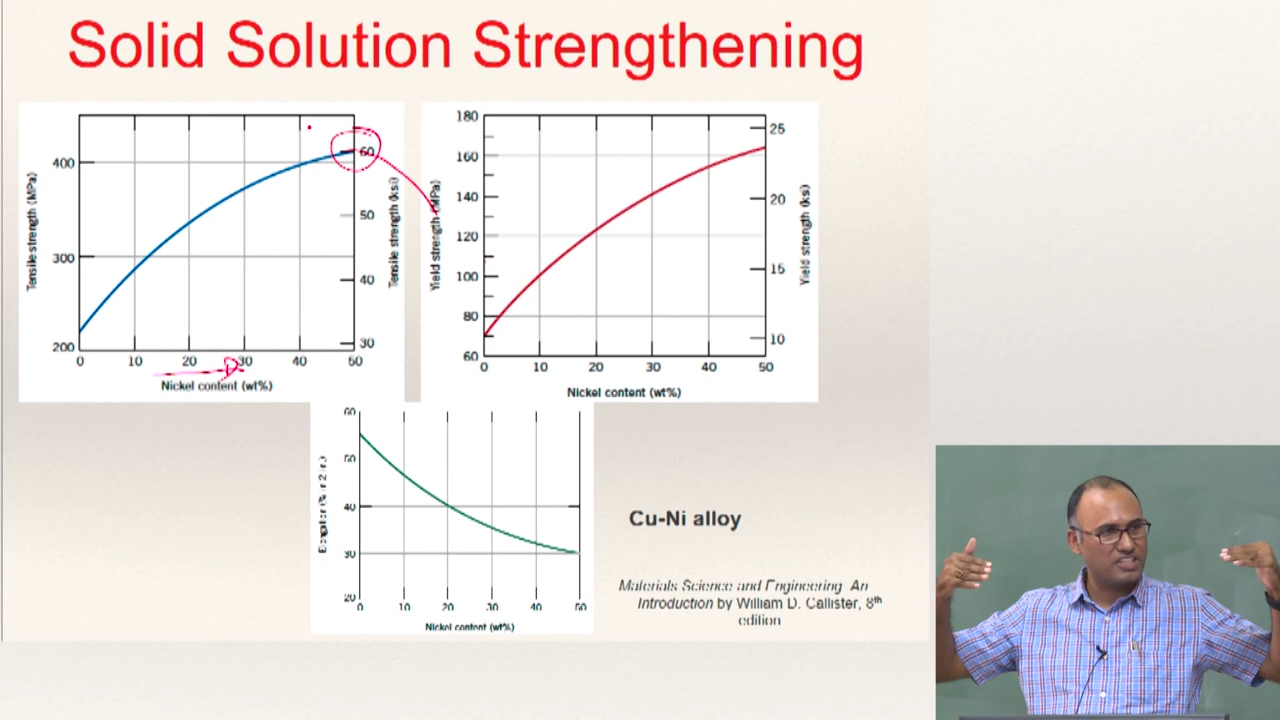 Solid Solution Strengthening
Tensile strength (MPa)
400
300
200
0 10 20 30 40 50
Nickel content (wt%)
60
50
40
30
Tensile strength (ksi)
Yield strength (MPa)
180
160
140
120
100
80
60
0 10 20 30 40 50
Nickel content (wt%)
25
20
15
10
Yield strength (ksi)
60
50
40
30
20
0 10 20 30 40 50
Nickel content (wt%)
Cu-Ni alloy
Materials Science and Engineering An
Introduction by William D. Callister, 8th
edition